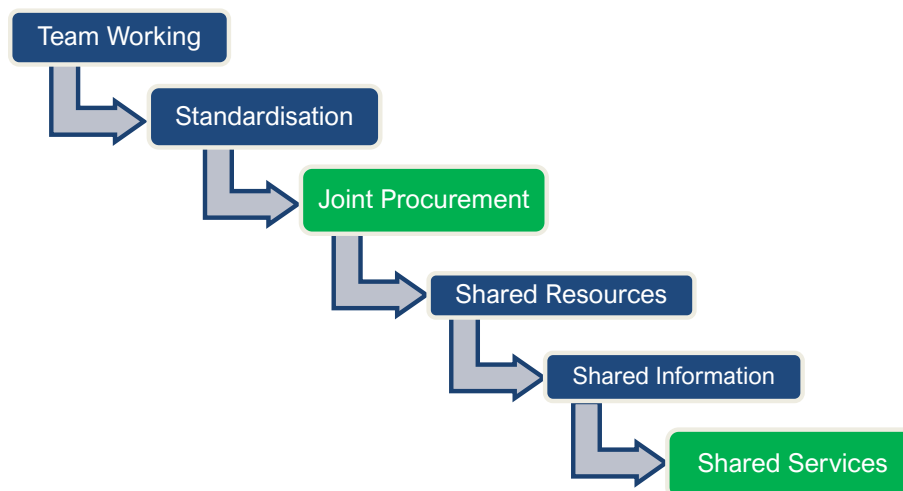 Team Working
Standardisation
Joint Procurement
Shared Resources
Shared Information
Shared Services